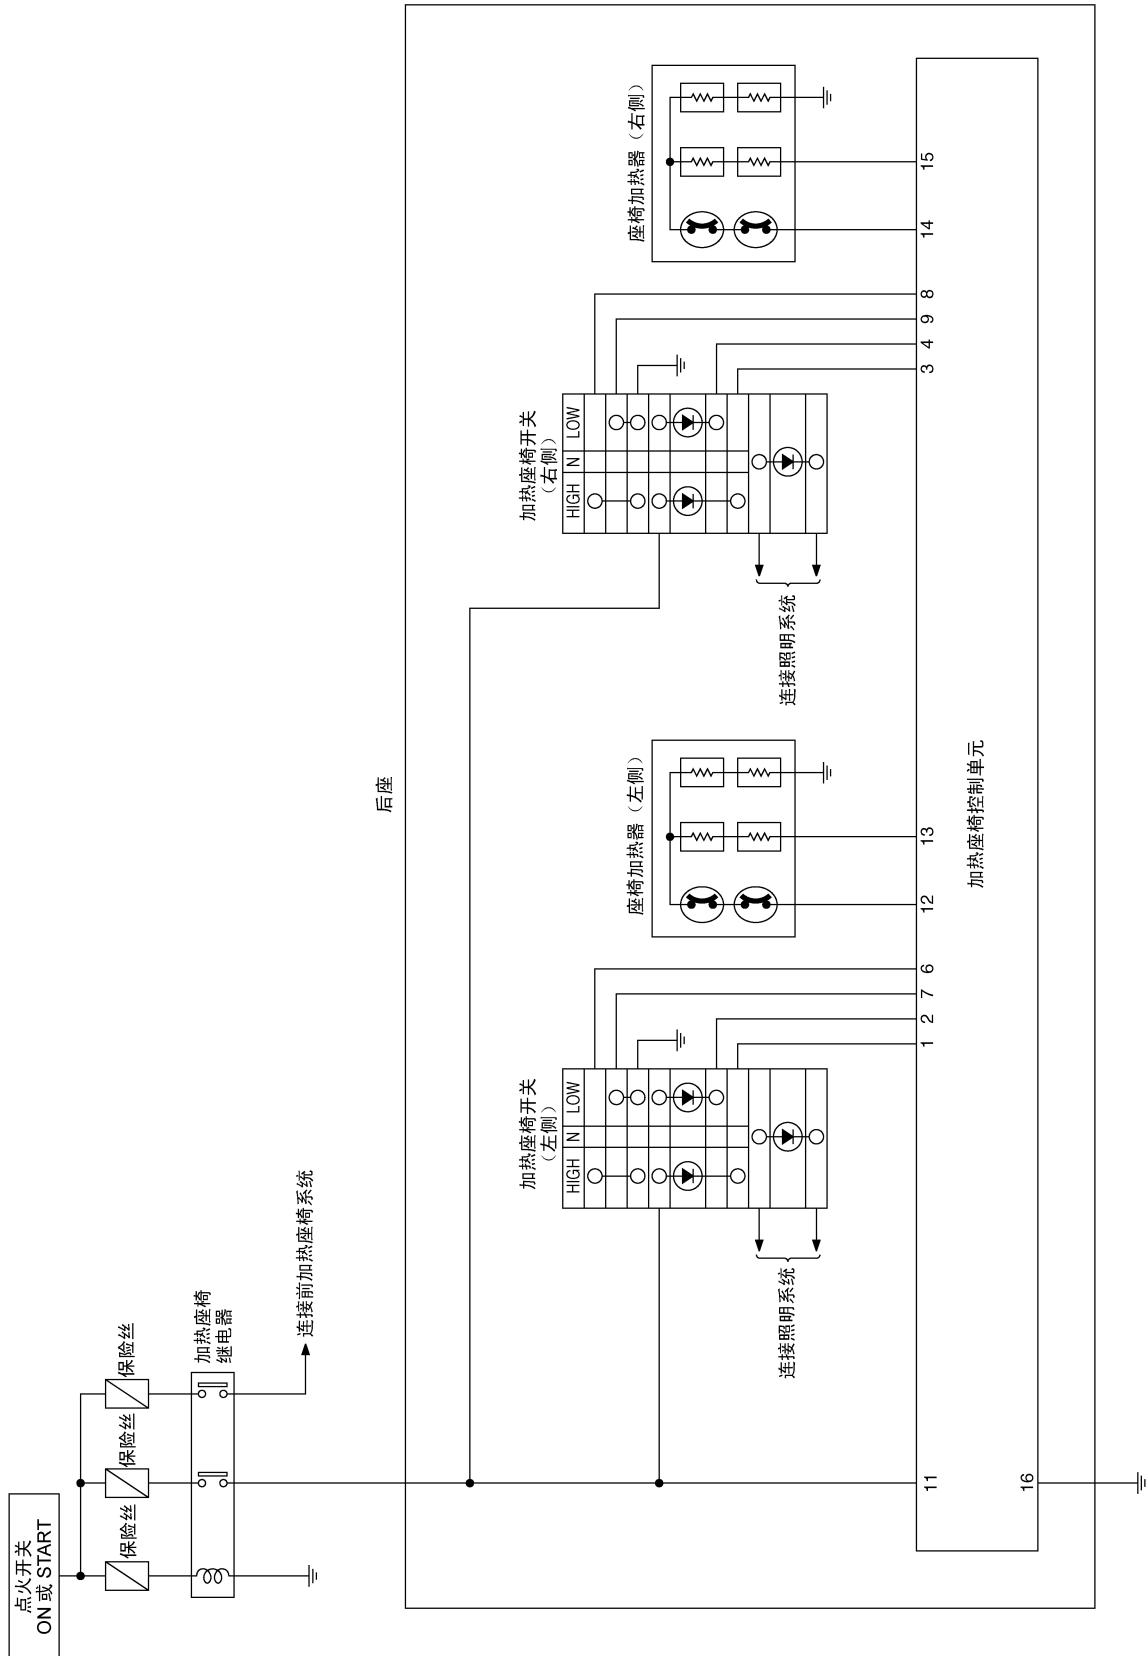 点火开关
ON 或 START
保险丝
保险丝
保险丝
加热座椅
继电器
连接前加热座椅系统
后座
加热座椅开关
（左侧）
HIGH
N
LOW
连接照明系统
1
2
7
6
座椅加热器（左侧）
12
13
加热座椅开关
（右侧）
HIGH
N
LOW
连接照明系统
3
4
9
8
座椅加热器（右侧）
14
15
11
16
加热座椅控制单元